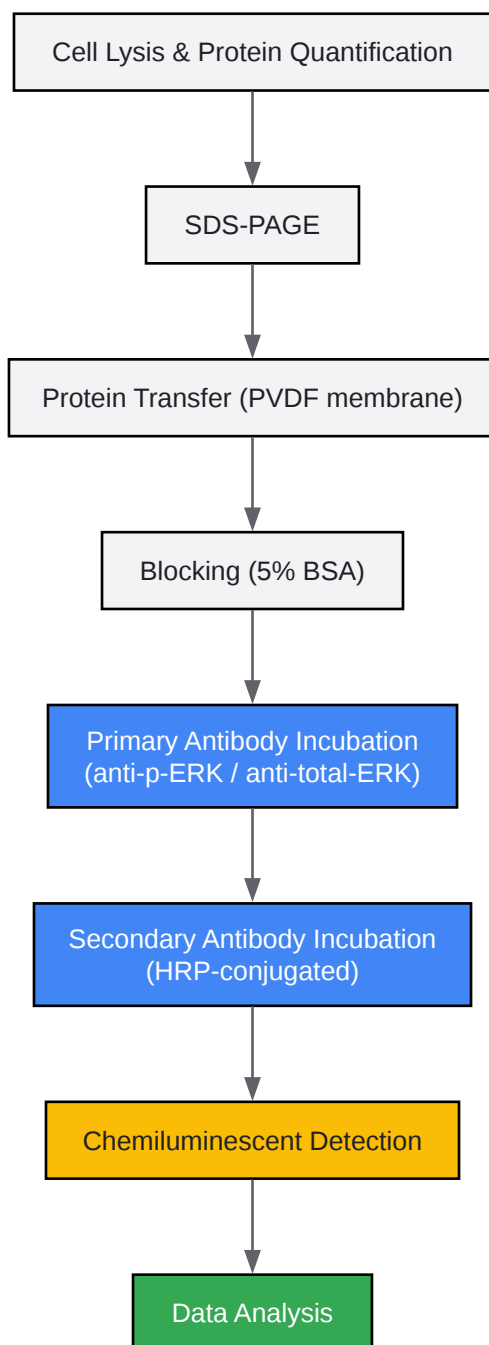 Cell Lysis & Protein Quantification
SDS-PAGE
Protein Transfer (PVDF membrane)
Blocking (5% BSA)
Primary Antibody Incubation
(anti-p-ERK / anti-total-ERK)
Secondary Antibody Incubation
(HRP-conjugated)
Chemiluminescent Detection
Data Analysis